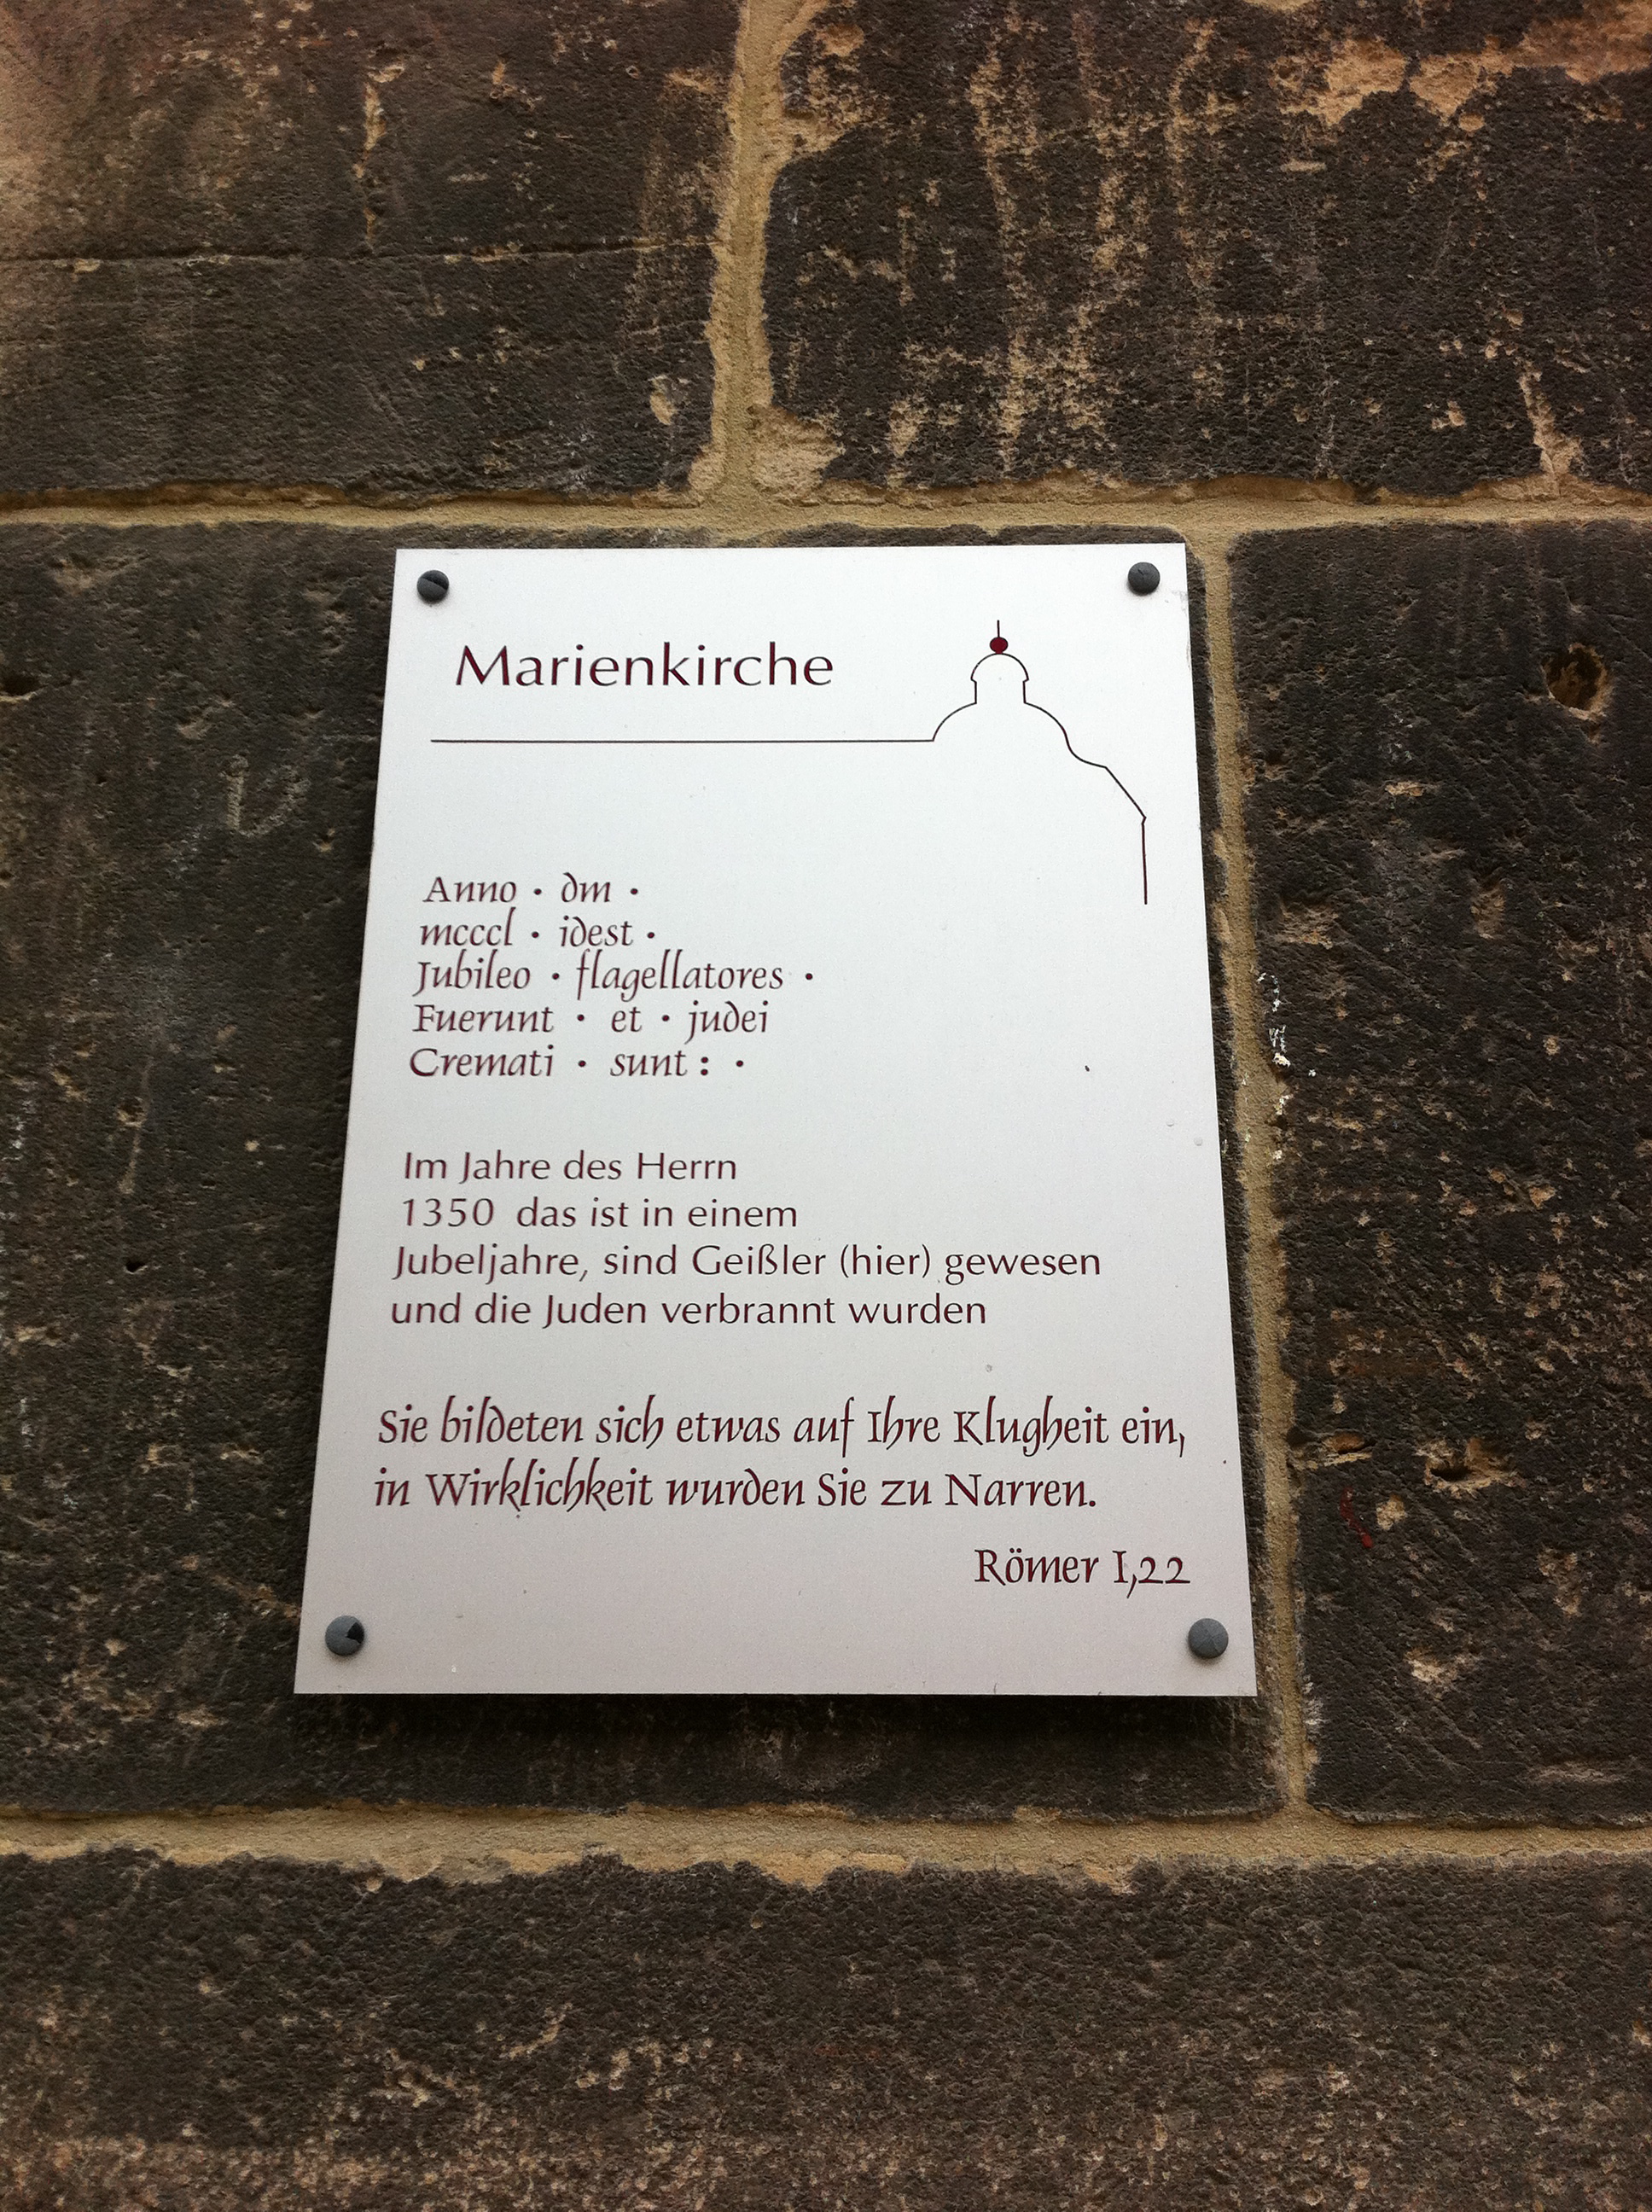 Marienkirche
Anno · dm ·
mcccl · idest ·
Jubileo · flagellatores ·
Fuerunt · et · judei
Cremati · sunt : ·
Im Jahre des Herrn
1350 das ist in einem
Jubeljahre, sind Geißler (hier) gewesen
und die Juden verbrannt wurden
Sie bildeten sich etwas auf Ihre Klugheit ein,
in Wirklichkeit wurden Sie zu Narren.
Römer I,22